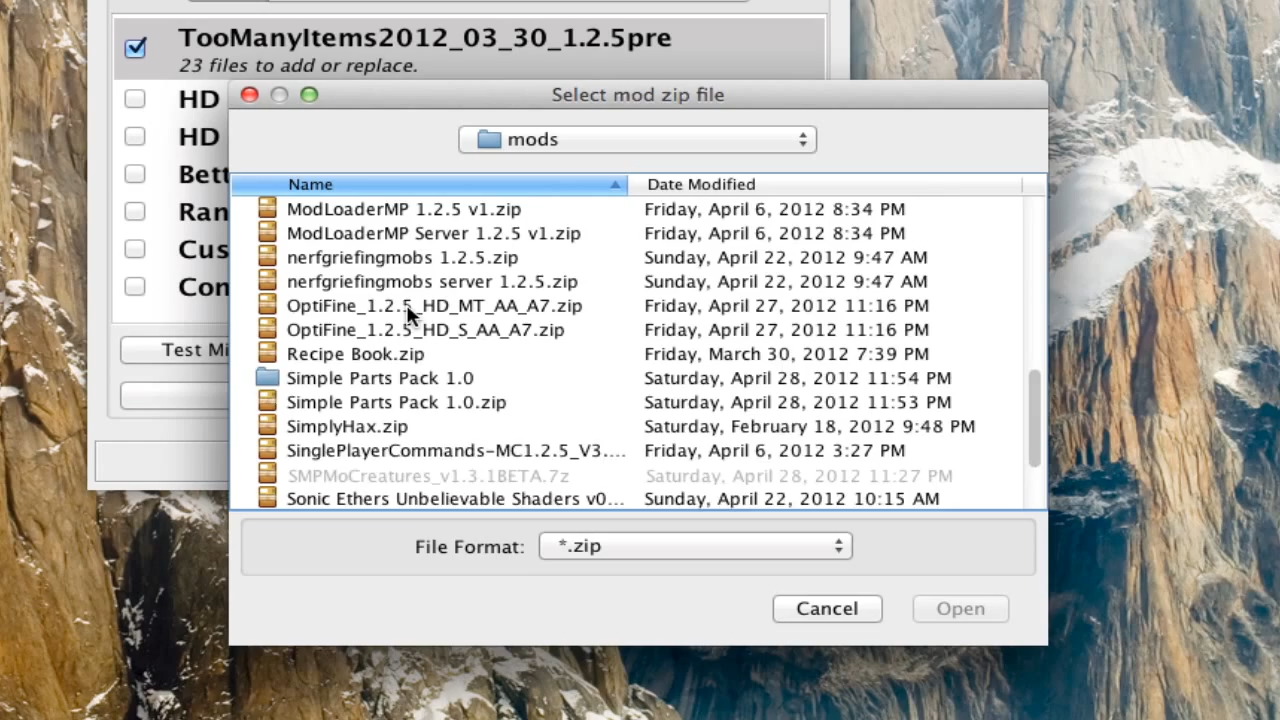 TooManyItems2012_03_30_1.2.5pre
23 files to add or replace.
HD
HD
Bett
Ran
Cus
Con
Test Mi
Select mod zip file
mods
Name Date Modified
ModLoaderMP 1.2.5 v1.zip Friday, April 6, 2012 8:34 PM
ModLoaderMP Server 1.2.5 v1.zip Friday, April 6, 2012 8:34 PM
nerfgriefingmobs 1.2.5.zip Sunday, April 22, 2012 9:47 AM
nerfgriefingmobs server 1.2.5.zip Sunday, April 22, 2012 9:47 AM
OptiFine_1.2.5_HD_MT_AA_A7.zip Friday, April 27, 2012 11:16 PM
OptiFine_1.2.5_HD_S_AA_A7.zip Friday, April 27, 2012 11:16 PM
Recipe Book.zip Friday, March 30, 2012 7:39 PM
Simple Parts Pack 1.0 Saturday, April 28, 2012 11:54 PM
Simple Parts Pack 1.0.zip Saturday, April 28, 2012 11:53 PM
SimplyHax.zip Saturday, February 18, 2012 9:48 PM
SinglePlayerCommands-MC1.2.5_V3.... Friday, April 6, 2012 3:27 PM
SMPMoCreatures_v1.3.1BETA.7z Saturday, April 28, 2012 11:27 PM
Sonic Ethers Unbelievable Shaders v0... Sunday, April 22, 2012 10:15 AM
File Format: *.zip
Cancel Open